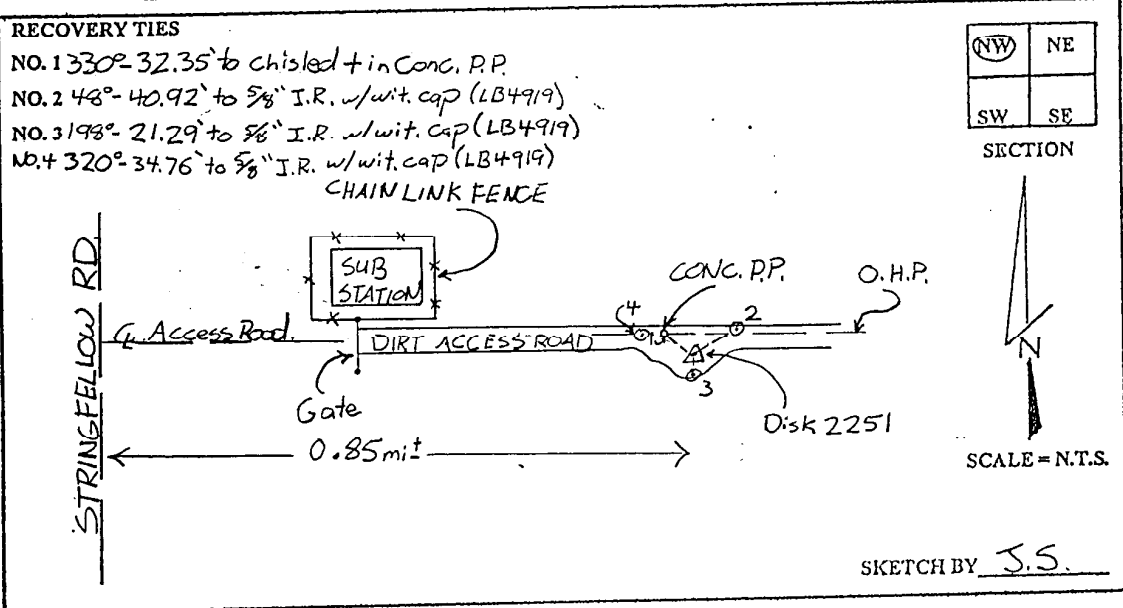 RECOVERY TIES
NO. 1 330°-32.35' to chisled + in Conc. P.P.
NO. 2 48°-40.92' to 5/8" I.R. w/wit. cap (LB4919)
NO. 3 198°-21.29' to 5/8" I.R. w/wit. cap (LB4919)
NO. 4 320°-34.76' to 5/8" I.R. w/wit. cap (LB4919)
NW NE
SW SE
SECTION
CHAIN LINK FENCE
STRINGFELLOW RD.
SUB
STATION
CONC. P.P.
O.H.P.
℄ Access Road
DIRT ACCESS ROAD
4
1
2
3
N
Gate
Disk 2251
0.85mi±
SCALE = N.T.S.
SKETCH BY J.S.